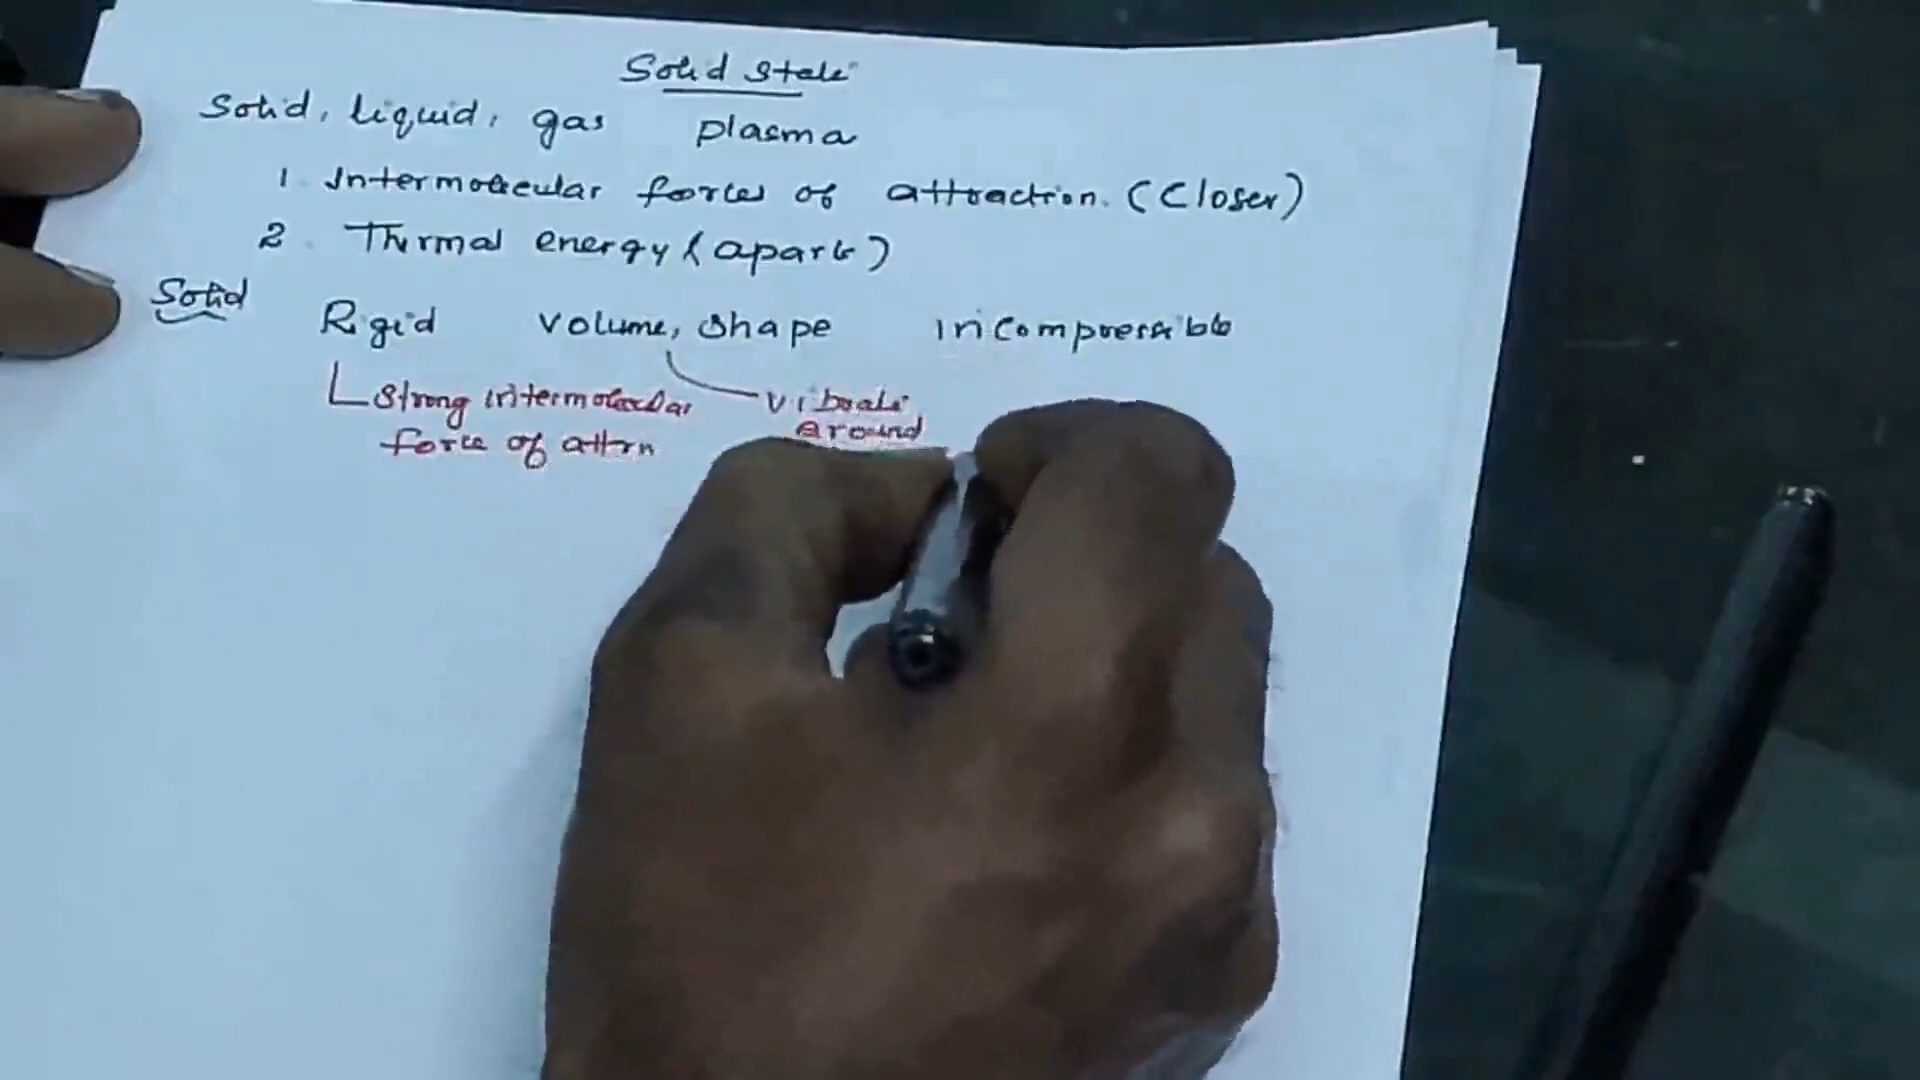 Solid State
Solid, liquid, gas plasma
1. Intermolecular forces of attraction. (Closer)
2. Thrmal energy (apart)
Solid
Rigid volume, shape incompressible
Strong intermolecular vibrate
force of attrn around